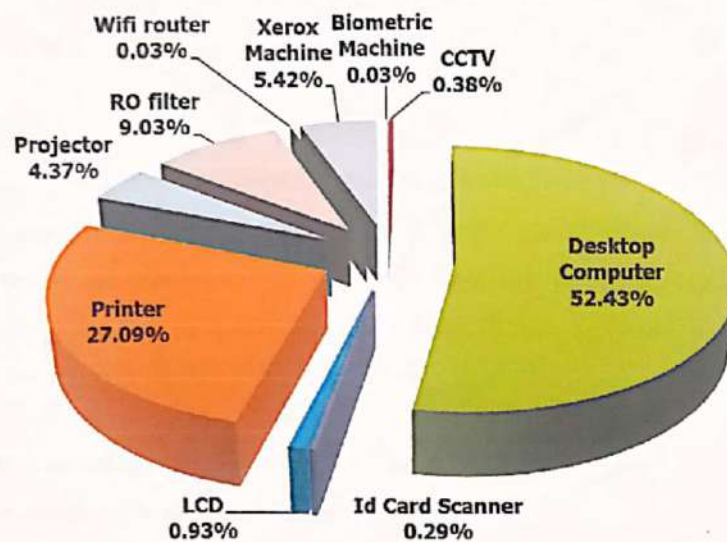 Wifi router
0.03%
Xerox
Machine
5.42%
Biometric
Machine
0.03%
CCTV
0.38%
RO filter
9.03%
Projector
4.37%
Desktop
Computer
52.43%
Printer
27.09%
LCD
0.93%
Id Card Scanner
0.29%